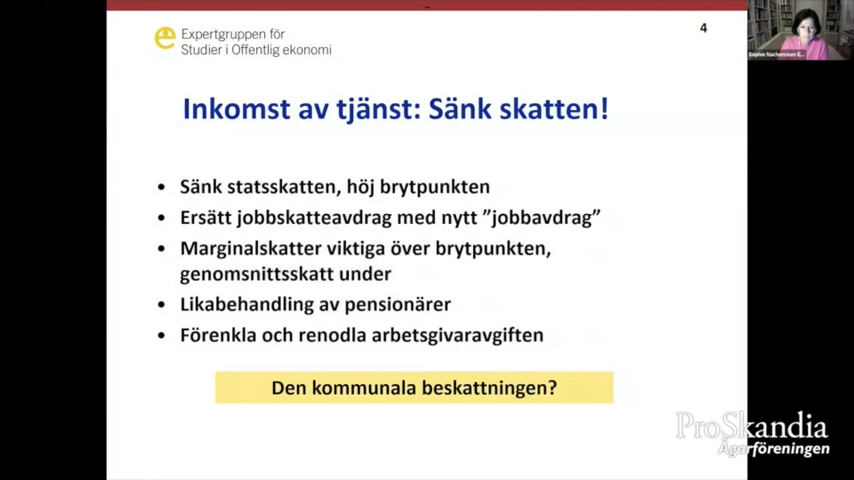 Expertgruppen för
Studier i Offentlig ekonomi
4
Inkomst av tjänst: Sänk skatten!
• Sänk statsskatten, höj brytpunkten
• Ersätt jobbskatteavdrag med nytt ”jobbavdrag”
• Marginalskatter viktiga över brytpunkten,
genomsnittsskatt under
• Likabehandling av pensionärer
• Förenkla och renodla arbetsgivaravgiften
Den kommunala beskattningen?
ProSkandia
Ägarföreningen